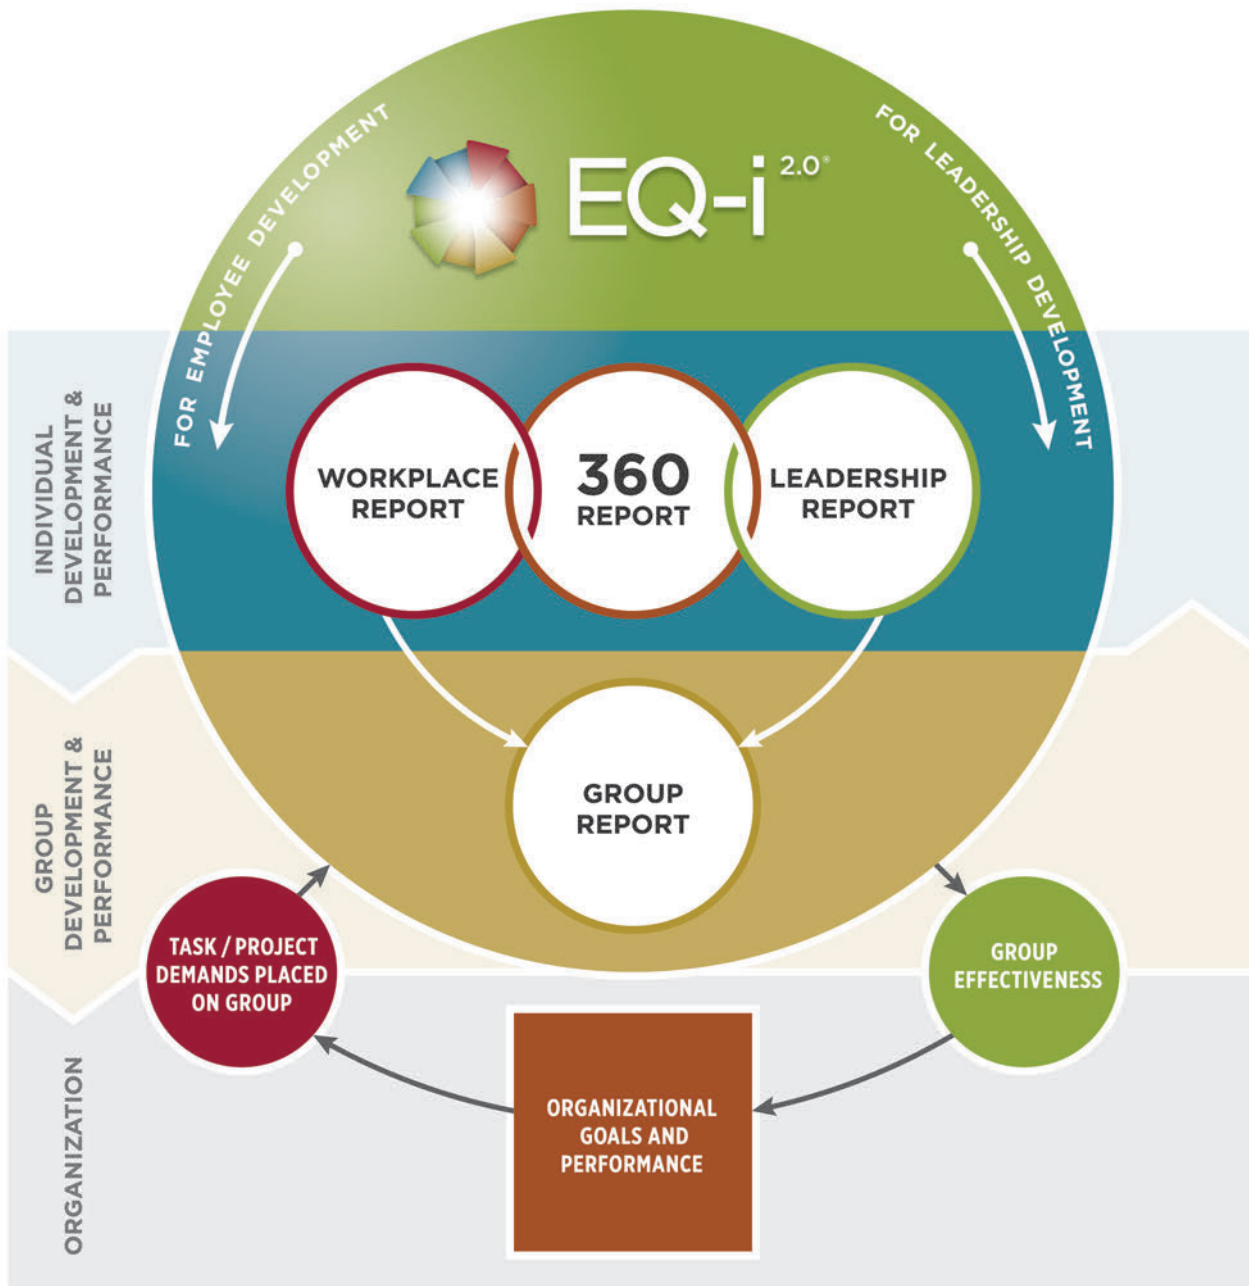 FOR EMPLOYEE DEVELOPMENT
EQ-i 2.0®
FOR LEADERSHIP DEVELOPMENT
INDIVIDUAL
DEVELOPMENT &
PERFORMANCE
WORKPLACE
REPORT
360
REPORT
LEADERSHIP
REPORT
GROUP
DEVELOPMENT &
PERFORMANCE
GROUP
REPORT
TASK / PROJECT
DEMANDS PLACED
ON GROUP
GROUP
EFFECTIVENESS
ORGANIZATION
ORGANIZATIONAL
GOALS AND
PERFORMANCE